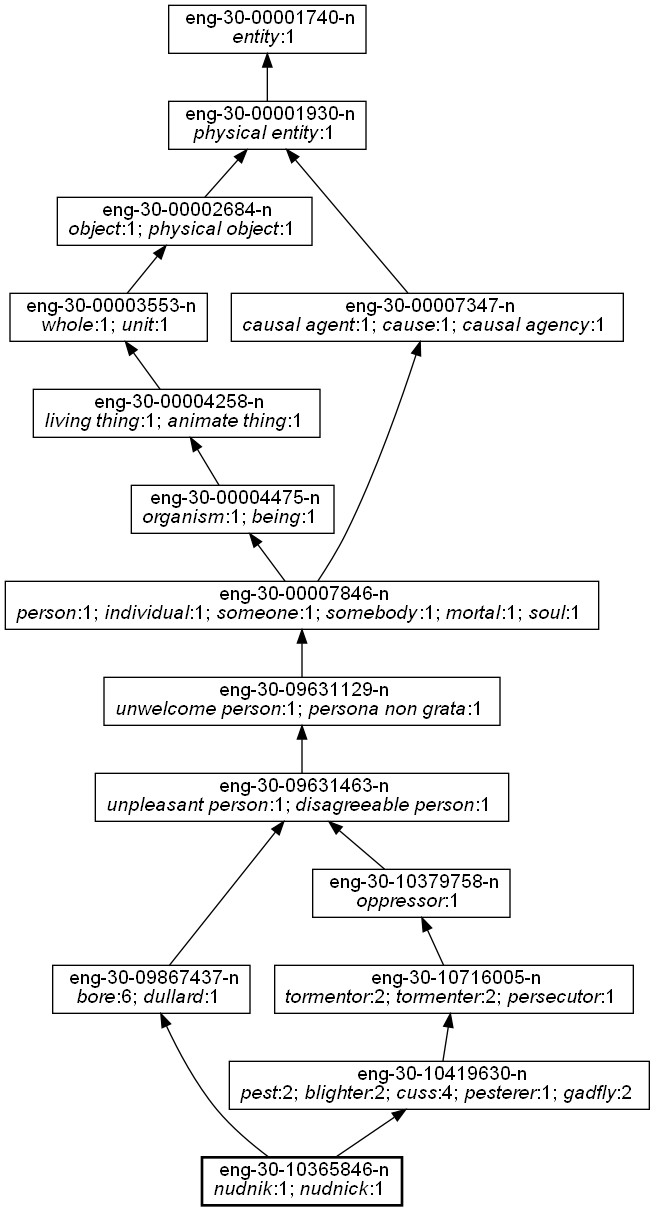 eng-30-00001740-n
entity:1
eng-30-00001930-n
physical entity:1
eng-30-00002684-n
object:1; physical object:1
eng-30-00003553-n
whole:1; unit:1
eng-30-00007347-n
causal agent:1; cause:1; causal agency:1
eng-30-00004258-n
living thing:1; animate thing:1
eng-30-00004475-n
organism:1; being:1
eng-30-00007846-n
person:1; individual:1; someone:1; somebody:1; mortal:1; soul:1
eng-30-09631129-n
unwelcome person:1; persona non grata:1
eng-30-09631463-n
unpleasant person:1; disagreeable person:1
eng-30-10379758-n
oppressor:1
eng-30-09867437-n
bore:6; dullard:1
eng-30-10716005-n
tormentor:2; tormenter:2; persecutor:1
eng-30-10419630-n
pest:2; blighter:2; cuss:4; pesterer:1; gadfly:2
eng-30-10365846-n
nudnik:1; nudnick:1